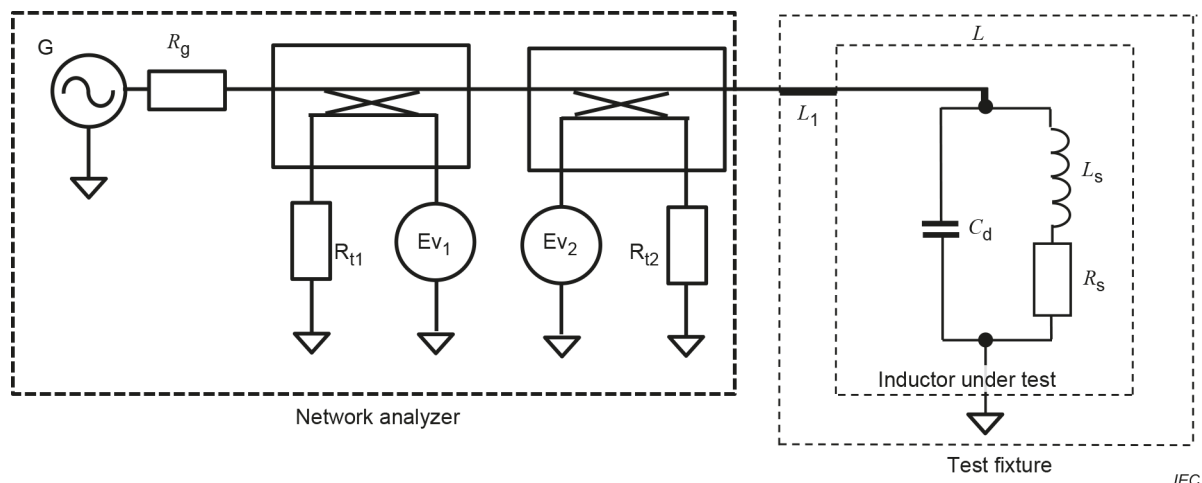 G
Rg
L
L1
Ls
Cd
Rs
Rt1
Ev1
Ev2
Rt2
Inductor under test
Network analyzer
Test fixture
IEC